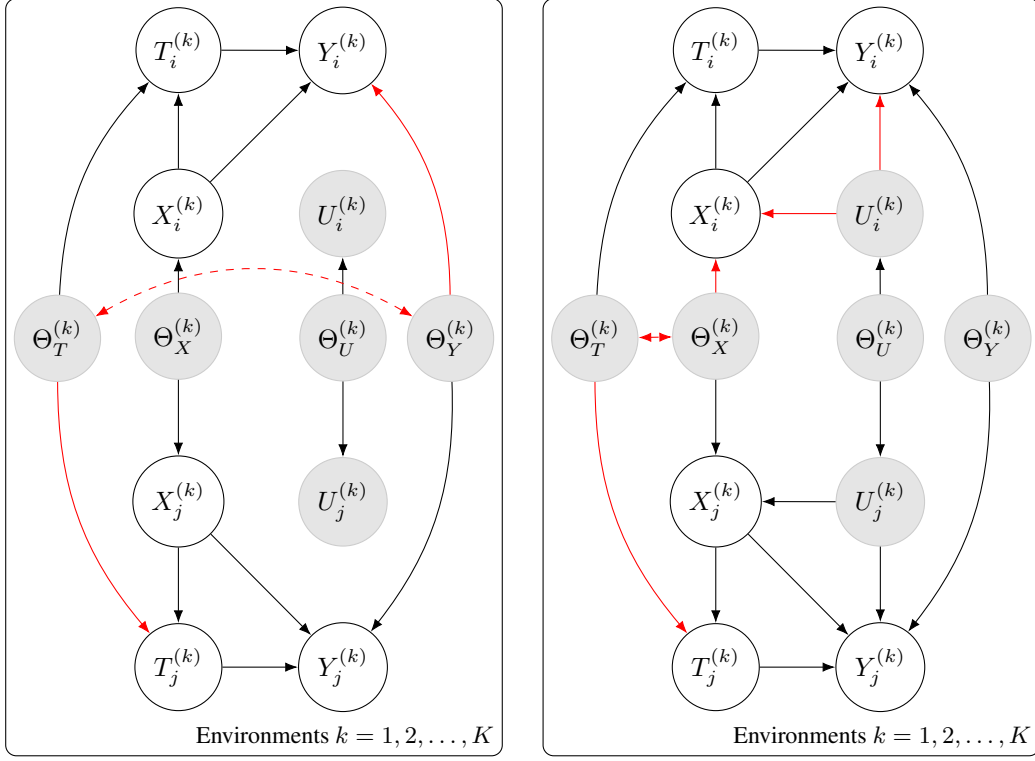 T_i^{(k)} Y_i^{(k)}
X_i^{(k)} U_i^{(k)}
Θ_T^{(k)} Θ_X^{(k)} Θ_U^{(k)} Θ_Y^{(k)}
X_j^{(k)} U_j^{(k)}
T_j^{(k)} Y_j^{(k)}
Environments k = 1, 2, . . . , K
T_i^{(k)} Y_i^{(k)}
X_i^{(k)} U_i^{(k)}
Θ_T^{(k)} Θ_X^{(k)} Θ_U^{(k)} Θ_Y^{(k)}
X_j^{(k)} U_j^{(k)}
T_j^{(k)} Y_j^{(k)}
Environments k = 1, 2, . . . , K